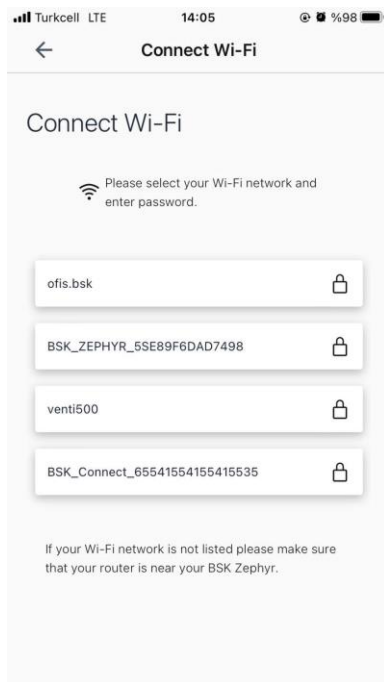 Turkcell LTE 14:05 %98
Connect Wi-Fi
Connect Wi-Fi
Please select your Wi-Fi network and
enter password.
ofis.bsk
BSK_ZEPHYR_5SE89F6DAD7498
venti500
BSK_Connect_65541554155415535
If your Wi-Fi network is not listed please make sure
that your router is near your BSK Zephyr.